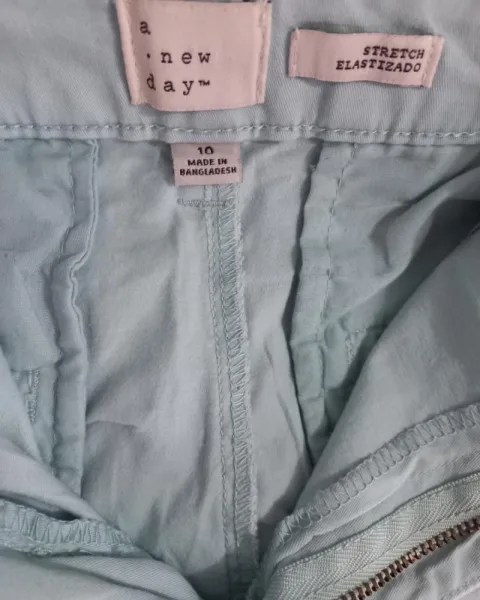 a
· new
day™
STRETCH
ELASTIZADO
10
MADE IN
BANGLADESH